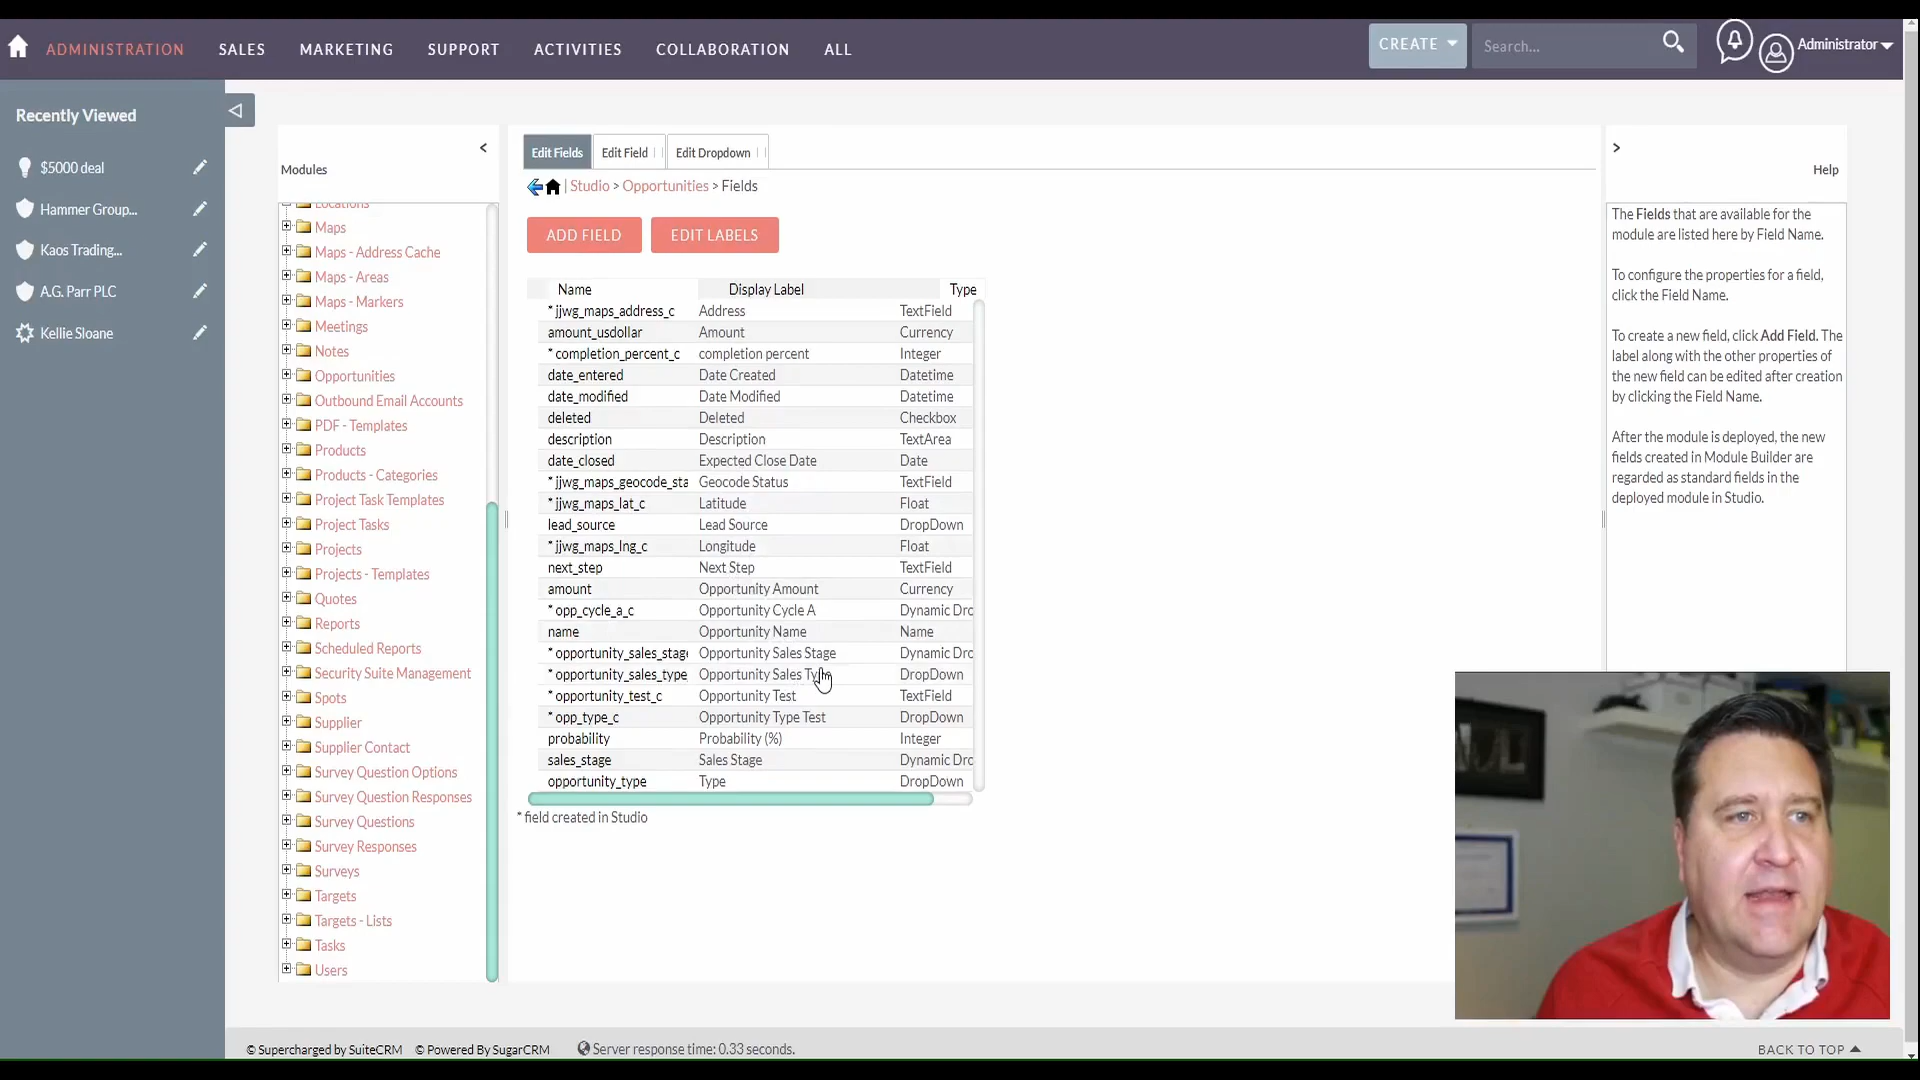 ADMINISTRATION SALES MARKETING SUPPORT ACTIVITIES COLLABORATION ALL CREATE Search... Administrator
Recently Viewed
$5000 deal
Hammer Group...
Kaos Trading...
A.G. Parr PLC
Kellie Sloane
<
Modules
Locations
Maps
Maps - Address Cache
Maps - Areas
Maps - Markers
Meetings
Notes
Opportunities
Outbound Email Accounts
PDF - Templates
Products
Products - Categories
Project Task Templates
Project Tasks
Projects
Projects - Templates
Quotes
Reports
Scheduled Reports
Security Suite Management
Spots
Supplier
Supplier Contact
Survey Question Options
Survey Question Responses
Survey Questions
Survey Responses
Surveys
Targets
Targets - Lists
Tasks
Users
Edit Fields Edit Field Edit Dropdown
| Studio > Opportunities > Fields
ADD FIELD EDIT LABELS
Name Display Label Type
* jjwg_maps_address_c Address TextField
amount_usdollar Amount Currency
* completion_percent_c completion percent Integer
date_entered Date Created Datetime
date_modified Date Modified Datetime
deleted Deleted Checkbox
description Description TextArea
date_closed Expected Close Date Date
* jjwg_maps_geocode_sta Geocode Status TextField
* jjwg_maps_lat_c Latitude Float
lead_source Lead Source DropDown
* jjwg_maps_lng_c Longitude Float
next_step Next Step TextField
amount Opportunity Amount Currency
* opp_cycle_a_c Opportunity Cycle A Dynamic Dro
name Opportunity Name Name
* opportunity_sales_stage Opportunity Sales Stage Dynamic Dro
* opportunity_sales_type Opportunity Sales Type DropDown
* opportunity_test_c Opportunity Test TextField
* opp_type_c Opportunity Type Test DropDown
probability Probability (%) Integer
sales_stage Sales Stage Dynamic Dro
opportunity_type Type DropDown
* field created in Studio
>
Help
The Fields that are available for the
module are listed here by Field Name.
To configure the properties for a field,
click the Field Name.
To create a new field, click Add Field. The
label along with the other properties of
the new field can be edited after creation
by clicking the Field Name.
After the module is deployed, the new
fields created in Module Builder are
regarded as standard fields in the
deployed module in Studio.
© Supercharged by SuiteCRM © Powered By SugarCRM Server response time: 0.33 seconds. BACK TO TOP